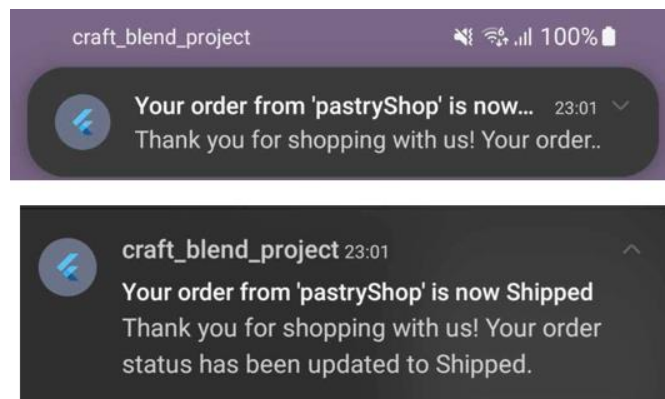 craft_blend_project 100%
Your order from 'pastryShop' is now... 23:01
Thank you for shopping with us! Your order..
craft_blend_project 23:01
Your order from 'pastryShop' is now Shipped
Thank you for shopping with us! Your order
status has been updated to Shipped.